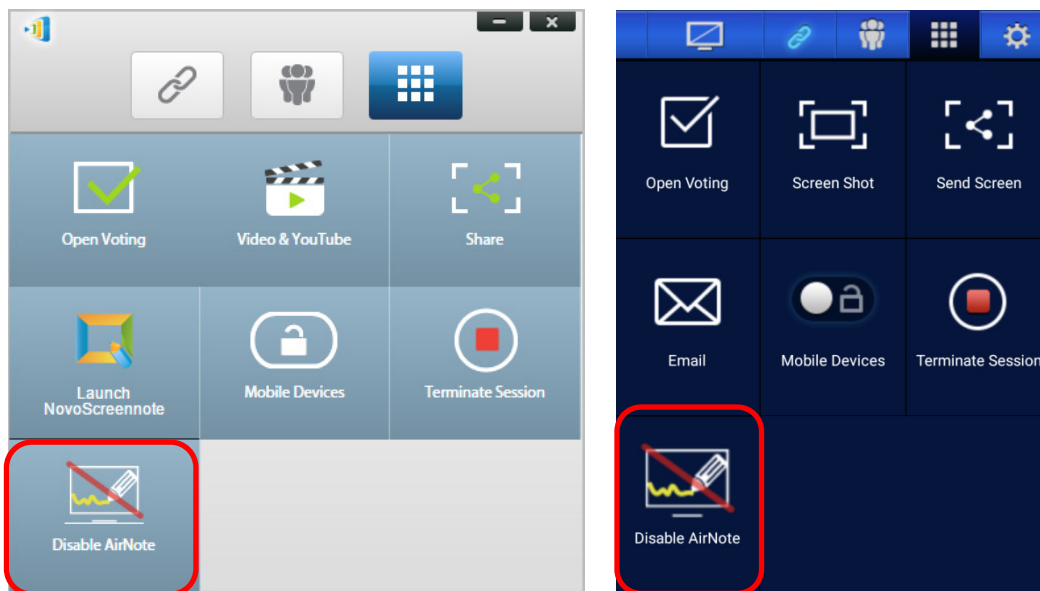 Open Voting
Video & YouTube
Share
Launch
NovoScreennote
Mobile Devices
Terminate Session
Disable AirNote
Open Voting
Screen Shot
Send Screen
Email
Mobile Devices
Terminate Session
Disable AirNote